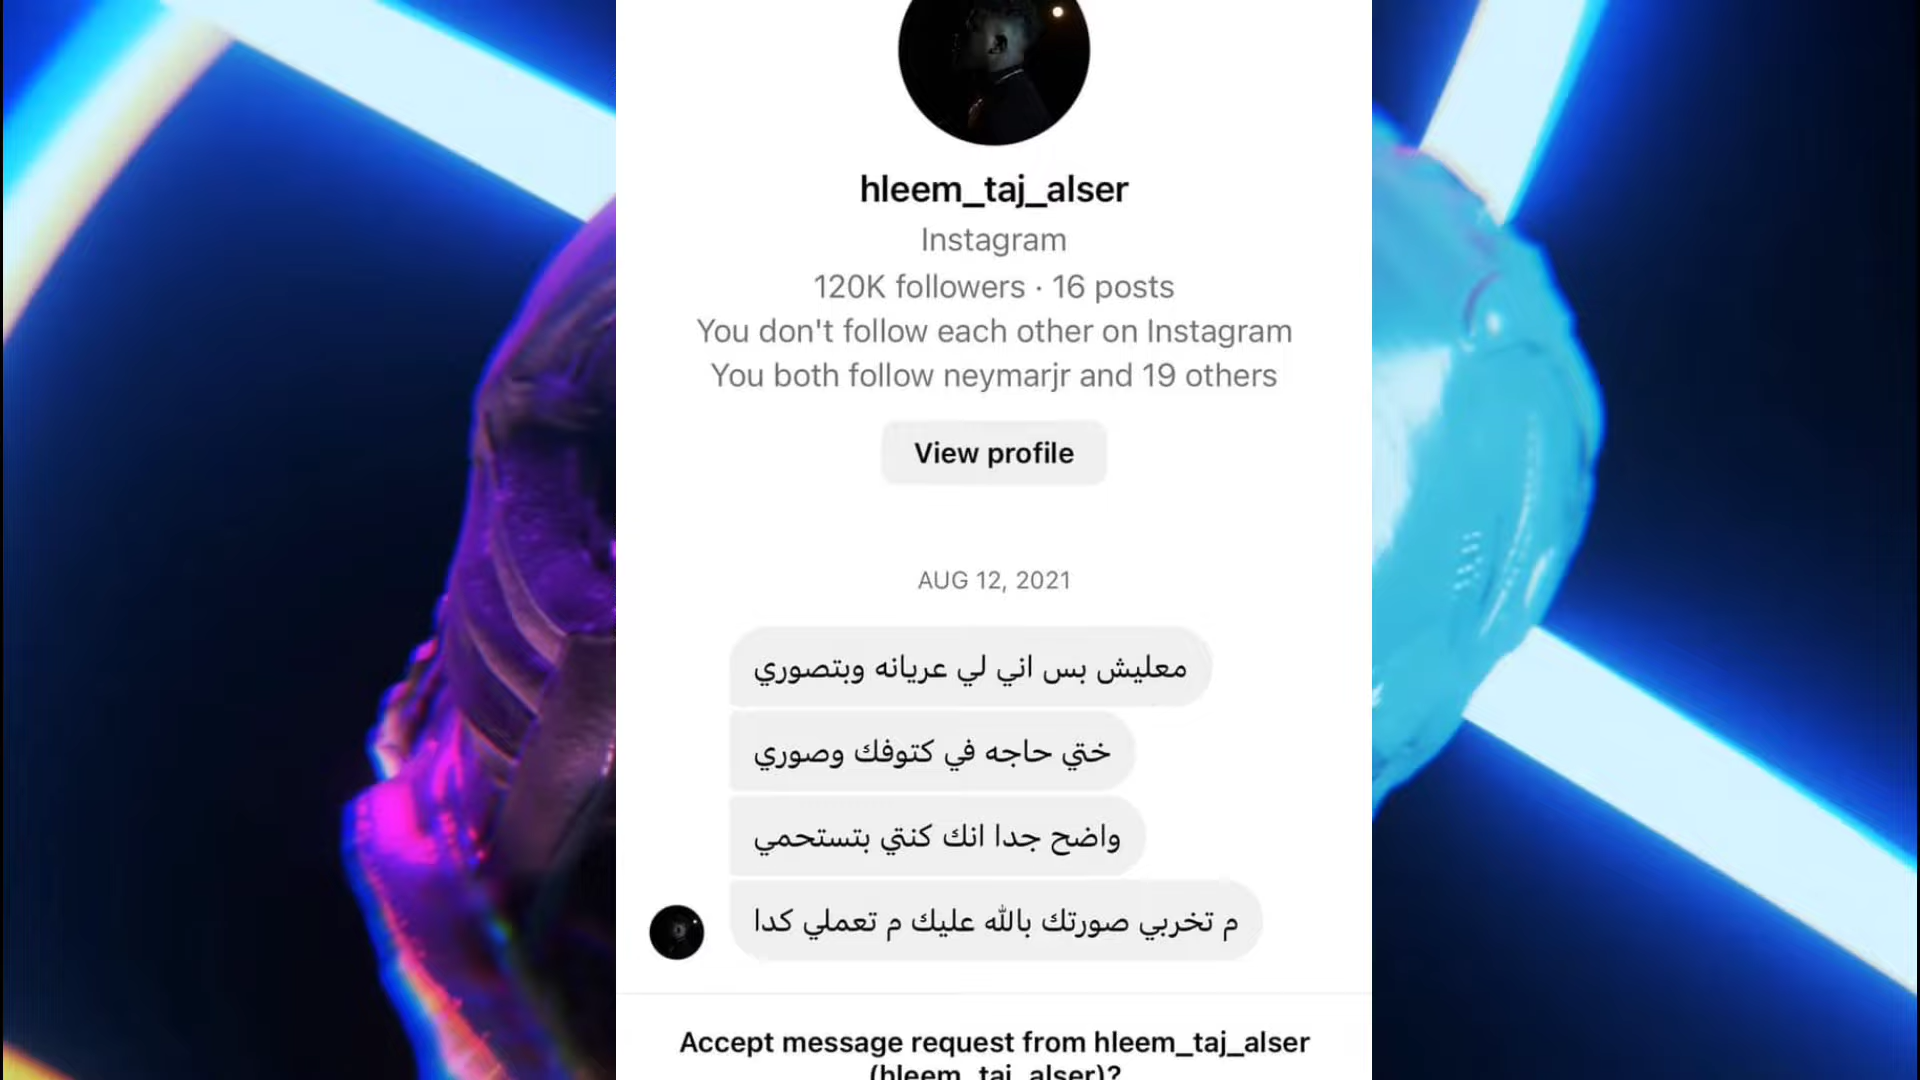 hleem_taj_alser
Instagram
120K followers · 16 posts
You don't follow each other on Instagram
You both follow neymarjr and 19 others
View profile
AUG 12, 2021
معليش بس اني لي عريانه وبتصوري
ختي حاجه في كتوفك وصوري
واضح جدا انك كنتي بتستحمي
م تخربي صورتك بالله عليك م تعملي كدا
Accept message request from hleem_taj_alser
(hleem_taj_alser)?